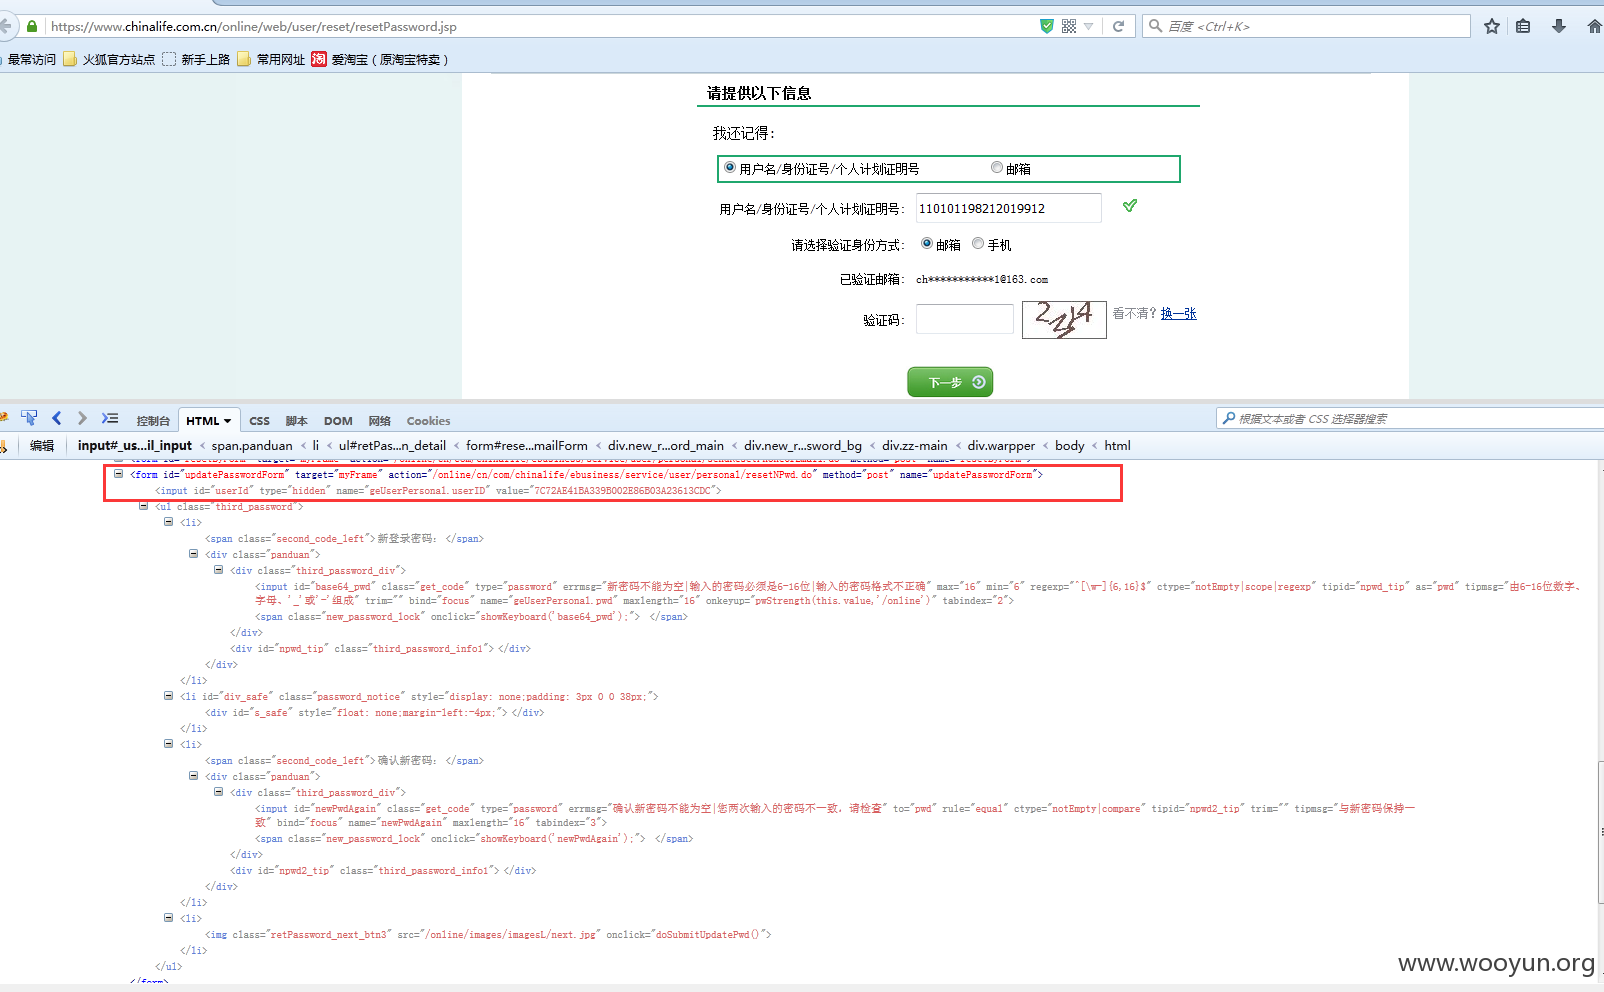 https://www.chinalife.com.cn/online/web/user/reset/resetPassword.jsp
百度 <Ctrl+K>
最常访问 火狐官方站点 新手上路 常用网址 爱淘宝（原淘宝特卖）
请提供以下信息
我还记得：
用户名/身份证号/个人计划证明号 邮箱
用户名/身份证号/个人计划证明号： 110101198212019912
请选择验证身份方式： 邮箱 手机
已验证邮箱： ch***********1@163.com
验证码： 看不清？换一张
下一步
控制台 HTML CSS 脚本 DOM 网络 Cookies
根据文本或者 CSS 选择器搜索
编辑 input#_us...il_input < span.panduan < li < ul#retPas...n_detail < form#rese...mailForm < div.new_r...ord_main < div.new_r...sword_bg < div.zz-main < div.warpper < body < html
<form id="updatePasswordForm" target="myFrame" action="/online/cn/com/chinalife/ebusiness/service/user/personal/resetNPwd.do" method="post" name="updatePasswordForm">
<input id="userId" type="hidden" name="geUserPersonal.userID" value="7C72AE41BA339B002E86B03A23613CDC">
<ul class="third_password">
<li>
<span class="second_code_left">新登录密码：</span>
<div class="panduan">
<div class="third_password_div">
<input id="base64_pwd" class="get_code" type="password" errmsg="新密码不能为空|输入的密码必须是6-16位|输入的密码格式不正确" max="16" min="6" regexp="^[\w-]{6,16}$" ctype="notEmpty|scope|regexp" tipid="npwd_tip" as="pwd" tipmsg="由6-16位数字、
字母、'_'或'-'组成" trim="" bind="focus" name="geUserPersonal.pwd" maxlength="16" onkeyup="pwStrength(this.value,'/online')" tabindex="2">
<span class="new_password_lock" onclick="showKeyboard('base64_pwd');"> </span>
</div>
<div id="npwd_tip" class="third_password_info1"></div>
</div>
</li>
<li id="div_safe" class="password_notice" style="display: none;padding: 3px 0 0 38px;">
<div id="s_safe" style="float: none;margin-left:-4px;"></div>
</li>
<li>
<span class="second_code_left">确认新密码：</span>
<div class="panduan">
<div class="third_password_div">
<input id="newPwdAgain" class="get_code" type="password" errmsg="确认新密码不能为空|您两次输入的密码不一致，请检查" to="pwd" rule="equal" ctype="notEmpty|compare" tipid="npwd2_tip" trim="" tipmsg="与新密码保持一
致" bind="focus" name="newPwdAgain" maxlength="16" tabindex="3">
<span class="new_password_lock" onclick="showKeyboard('newPwdAgain');"> </span>
</div>
<div id="npwd2_tip" class="third_password_info1"></div>
</div>
</li>
<li>
<img class="retPassword_next_btn3" src="/online/images/imagesL/next.jpg" onclick="doSubmitUpdatePwd()">
</li>
</ul>
</form>
www.wooyun.org